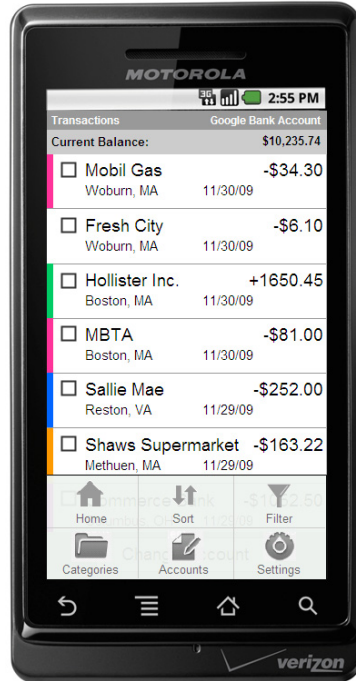 MOTOROLA
3G 2:55 PM
Transactions Google Bank Account
Current Balance: $10,235.74
Mobil Gas -$34.30
Woburn, MA 11/30/09
Fresh City -$6.10
Woburn, MA 11/30/09
Hollister Inc. +1650.45
Boston, MA 11/30/09
MBTA -$81.00
Boston, MA 11/30/09
Sallie Mae -$252.00
Reston, VA 11/29/09
Shaws Supermarket -$163.22
Methuen, MA 11/29/09
Home Sort Filter
Categories Accounts Settings
verizon